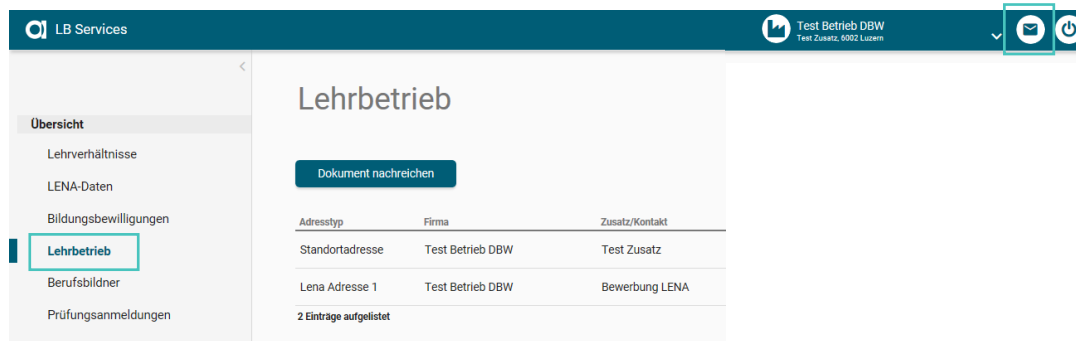 LB Services
Test Betrieb DBW
Test Zusatz, 6002 Luzern
Übersicht
Lehrverhältnisse
LENA-Daten
Bildungsbewilligungen
Lehrbetrieb
Berufsbildner
Prüfungsanmeldungen
Lehrbetrieb
Dokument nachreichen
Adresstyp Firma Zusatz/Kontakt
Standortadresse Test Betrieb DBW Test Zusatz
Lena Adresse 1 Test Betrieb DBW Bewerbung LENA
2 Einträge aufgelistet